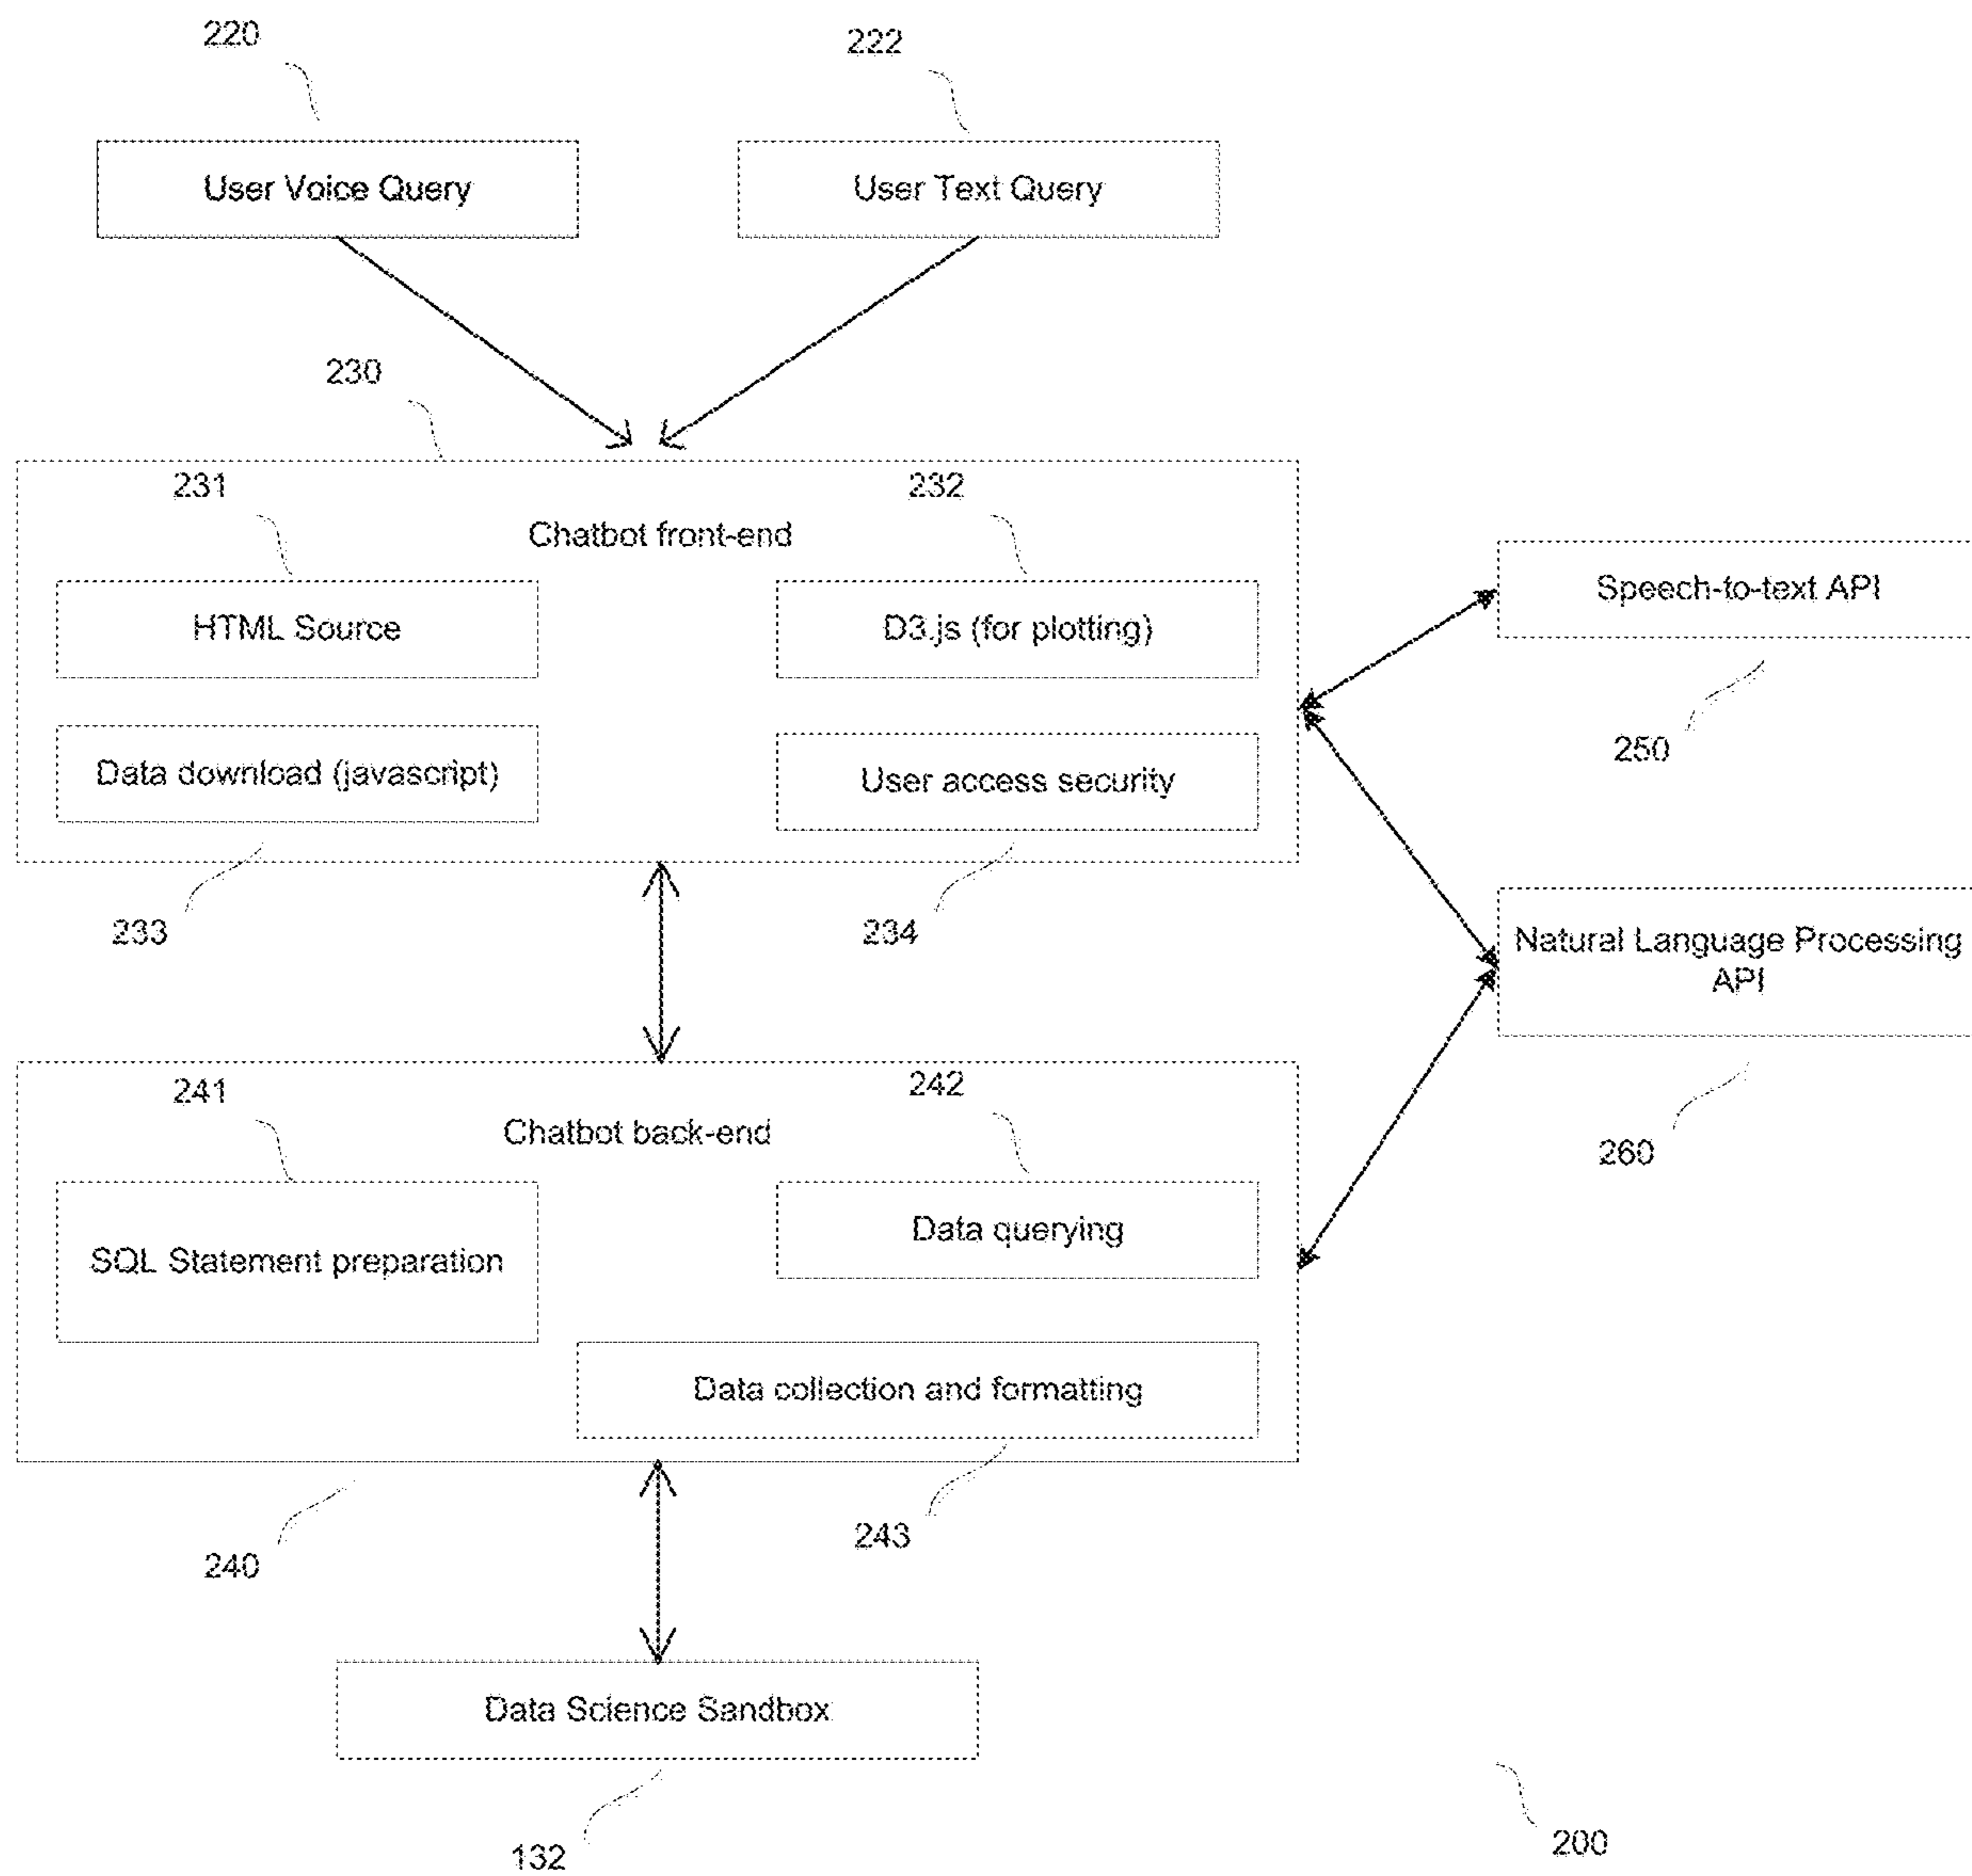 220
222
User Voice Query
User Text Query
230
231
232
Chatbot front-end
HTML Source
D3.js (for plotting)
Speech-to-text API
250
Data download (javascript)
User access security
233
234
Natural Language Processing
API
260
241
242
Chatbot back-end
SQL Statement preparation
Data querying
Data collection and formatting
240
243
Data Science Sandbox
132
200